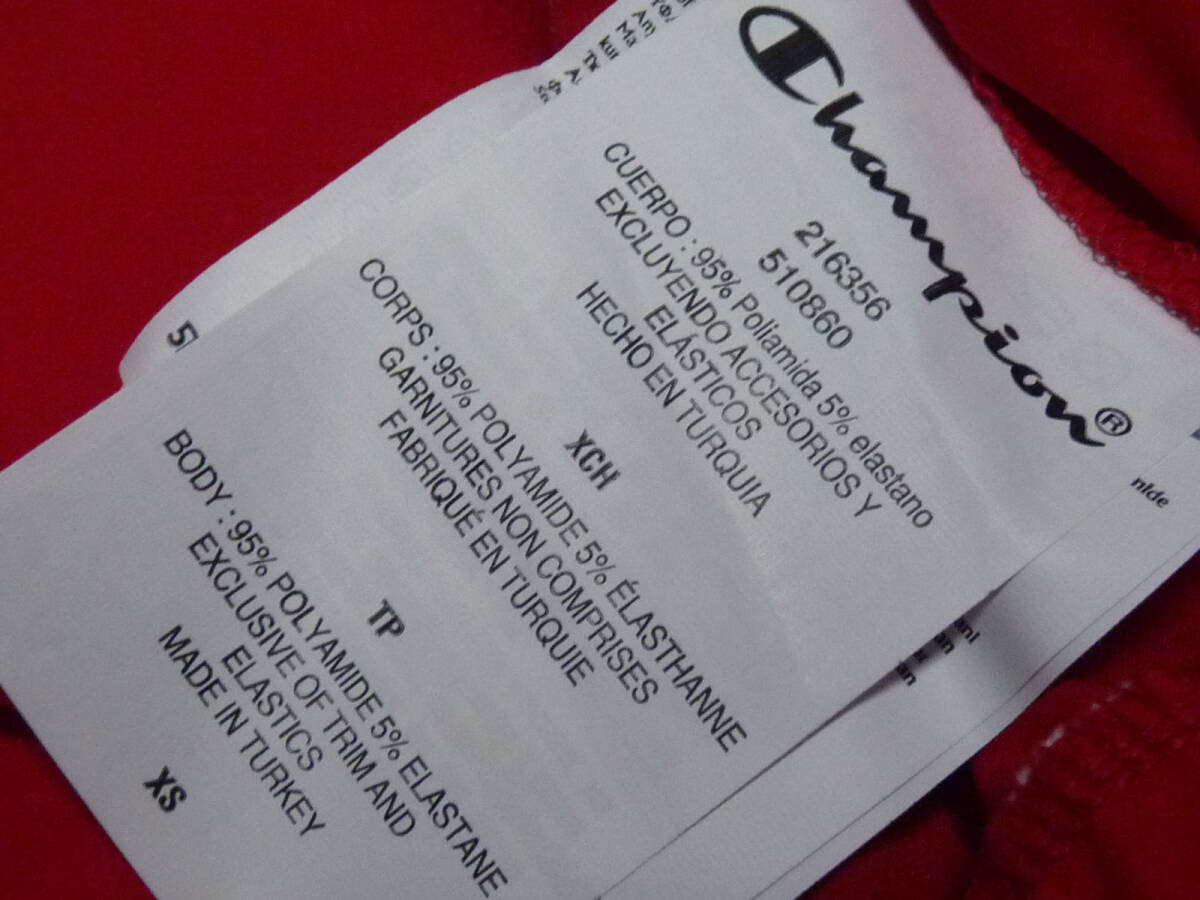 Champion®
216356
510860
CUERPO : 95% Poliamida 5% elastano
EXCLUYENDO ACCESORIOS Y
ELÁSTICOS
HECHO EN TURQUIA
XCH
CORPS : 95% POLYAMIDE 5% ÉLASTHANNE
GARNITURES NON COMPRISES
FABRIQUÉ EN TURQUIE
TP
BODY : 95% POLYAMIDE 5% ELASTANE
EXCLUSIVE OF TRIM AND
ELASTICS
MADE IN TURKEY
XS